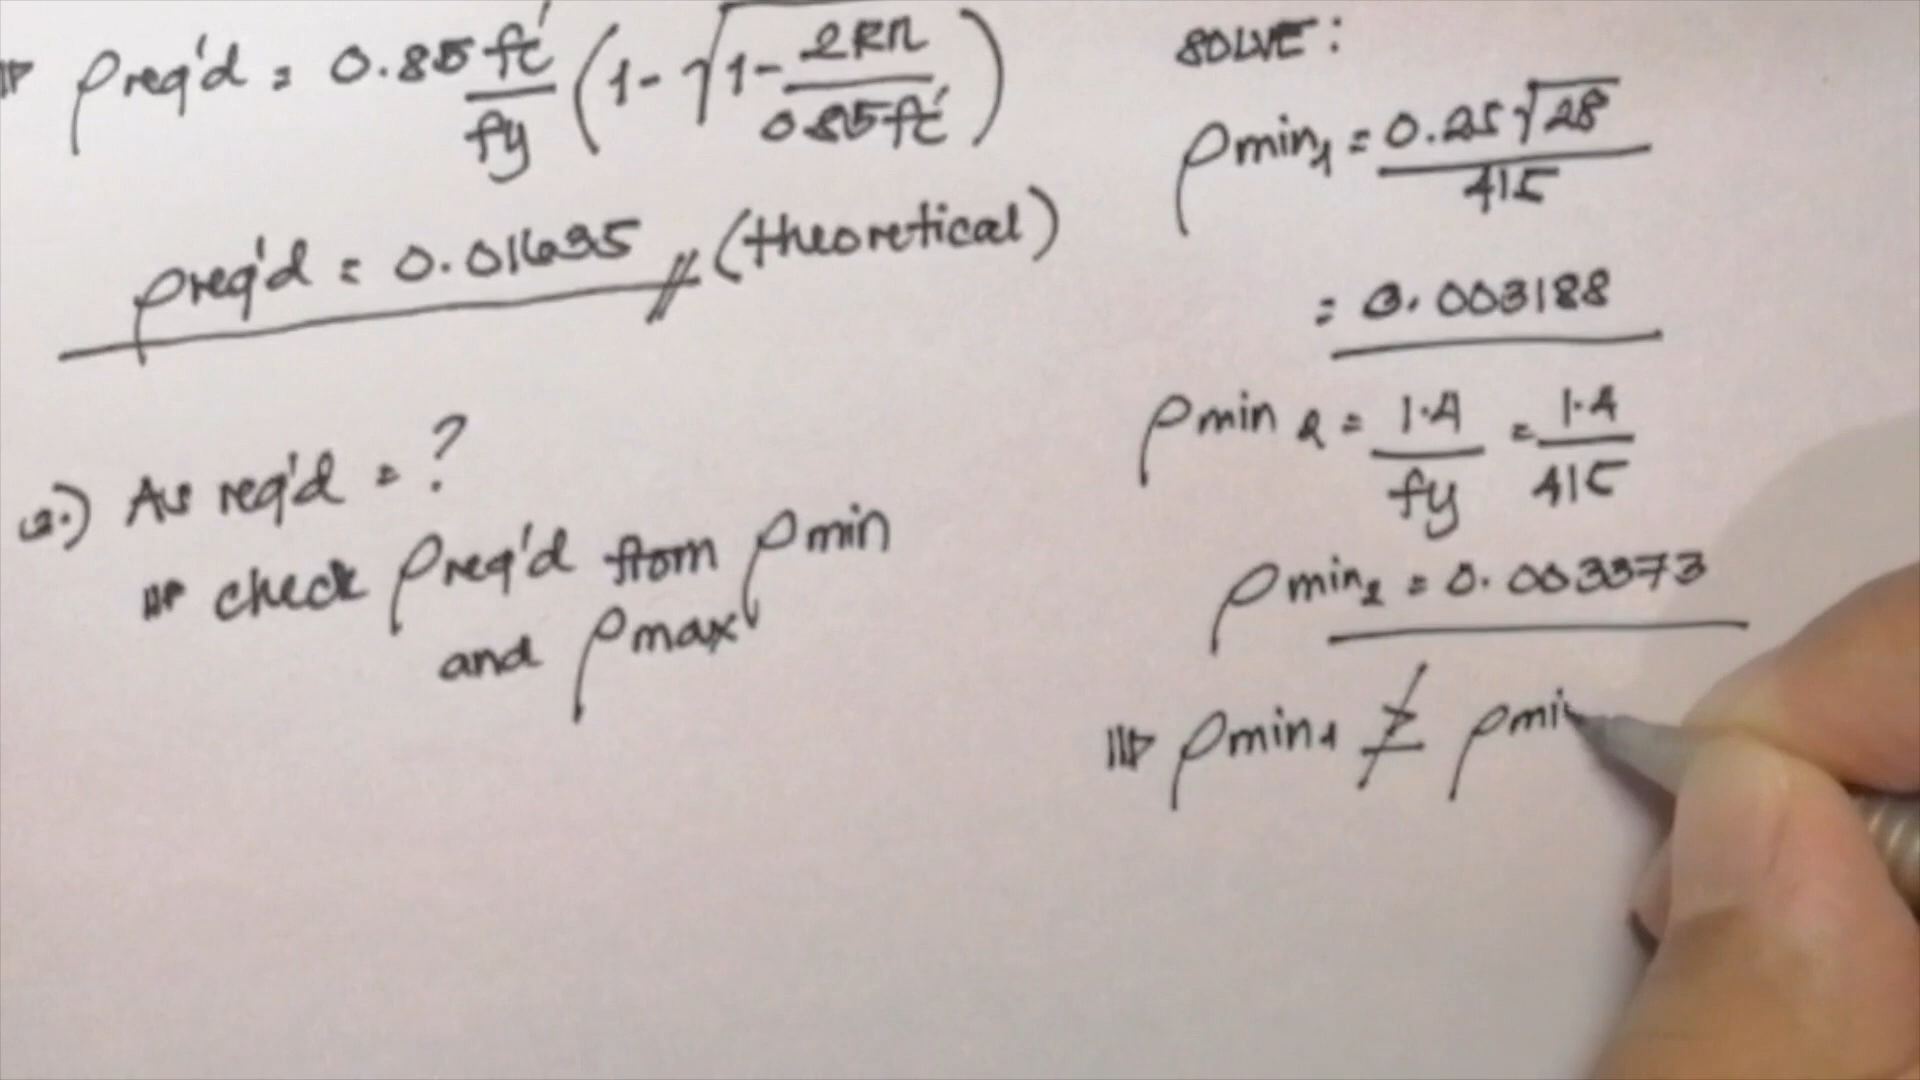 ρreq'd = 0.85 fc'/fy (1-√1-2Rn/0.85fc')
ρreq'd = 0.01635 (theoretical)
2.) As req'd = ?
check ρreq'd from ρmin
and ρmax
SOLVE:
ρmin1 = 0.25√28/415
= 0.003188
ρmin2 = 1.4/fy = 1.4/415
ρmin2 = 0.003373
ρmin1 ≱ ρmi